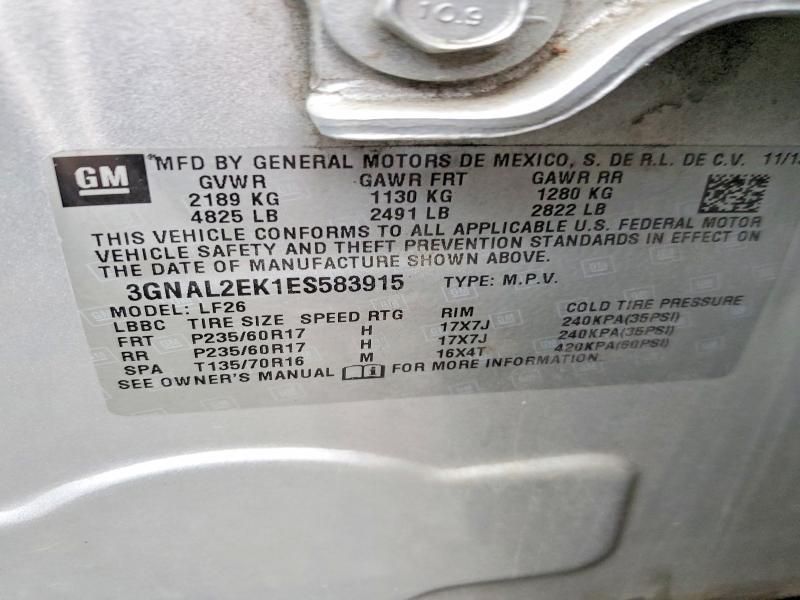 10.9
GM
*MFD BY GENERAL MOTORS DE MEXICO, S. DE R.L. DE C.V. 11/13
GVWR GAWR FRT GAWR RR
2189 KG 1130 KG 1280 KG
4825 LB 2491 LB 2822 LB
THIS VEHICLE CONFORMS TO ALL APPLICABLE U.S. FEDERAL MOTOR
VEHICLE SAFETY AND THEFT PREVENTION STANDARDS IN EFFECT ON
THE DATE OF MANUFACTURE SHOWN ABOVE.
3GNAL2EK1ES583915 TYPE: M.P.V.
MODEL: LF26
LBBC TIRE SIZE SPEED RTG RIM COLD TIRE PRESSURE
FRT P235/60R17 H 17X7J 240KPA(35PSI)
RR P235/60R17 H 17X7J 240KPA(35PSI)
SPA T135/70R16 M 16X4T 420KPA(60PSI)
SEE OWNER'S MANUAL FOR MORE INFORMATION.